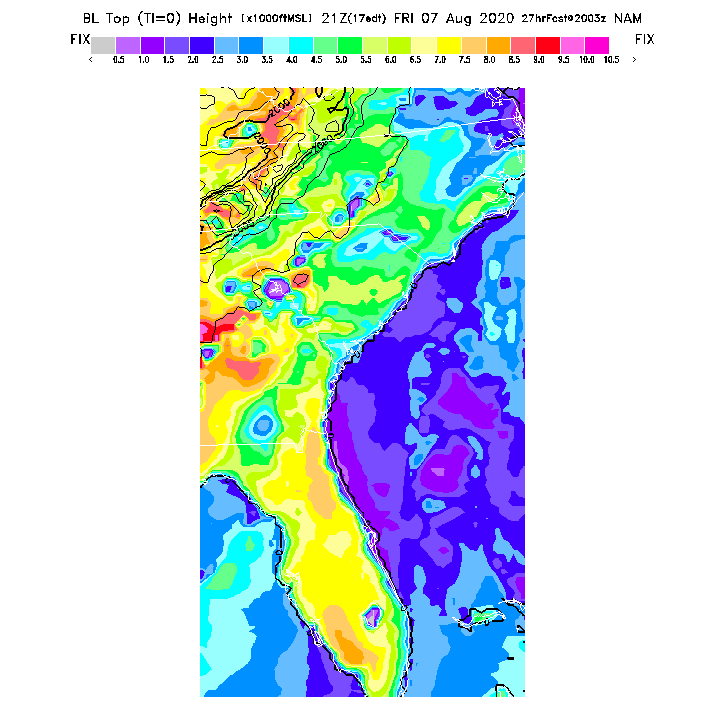 BL Top (TI=0) Height [x1000ftMSL] 21Z(17edt) FRI 07 Aug 2020 27hrFcst@2003z NAM
FIX FIX
< 0.5 1.0 1.5 2.0 2.5 3.0 3.5 4.0 4.5 5.0 5.5 6.0 6.5 7.0 7.5 8.0 8.5 9.0 9.5 10.0 10.5 >
2000